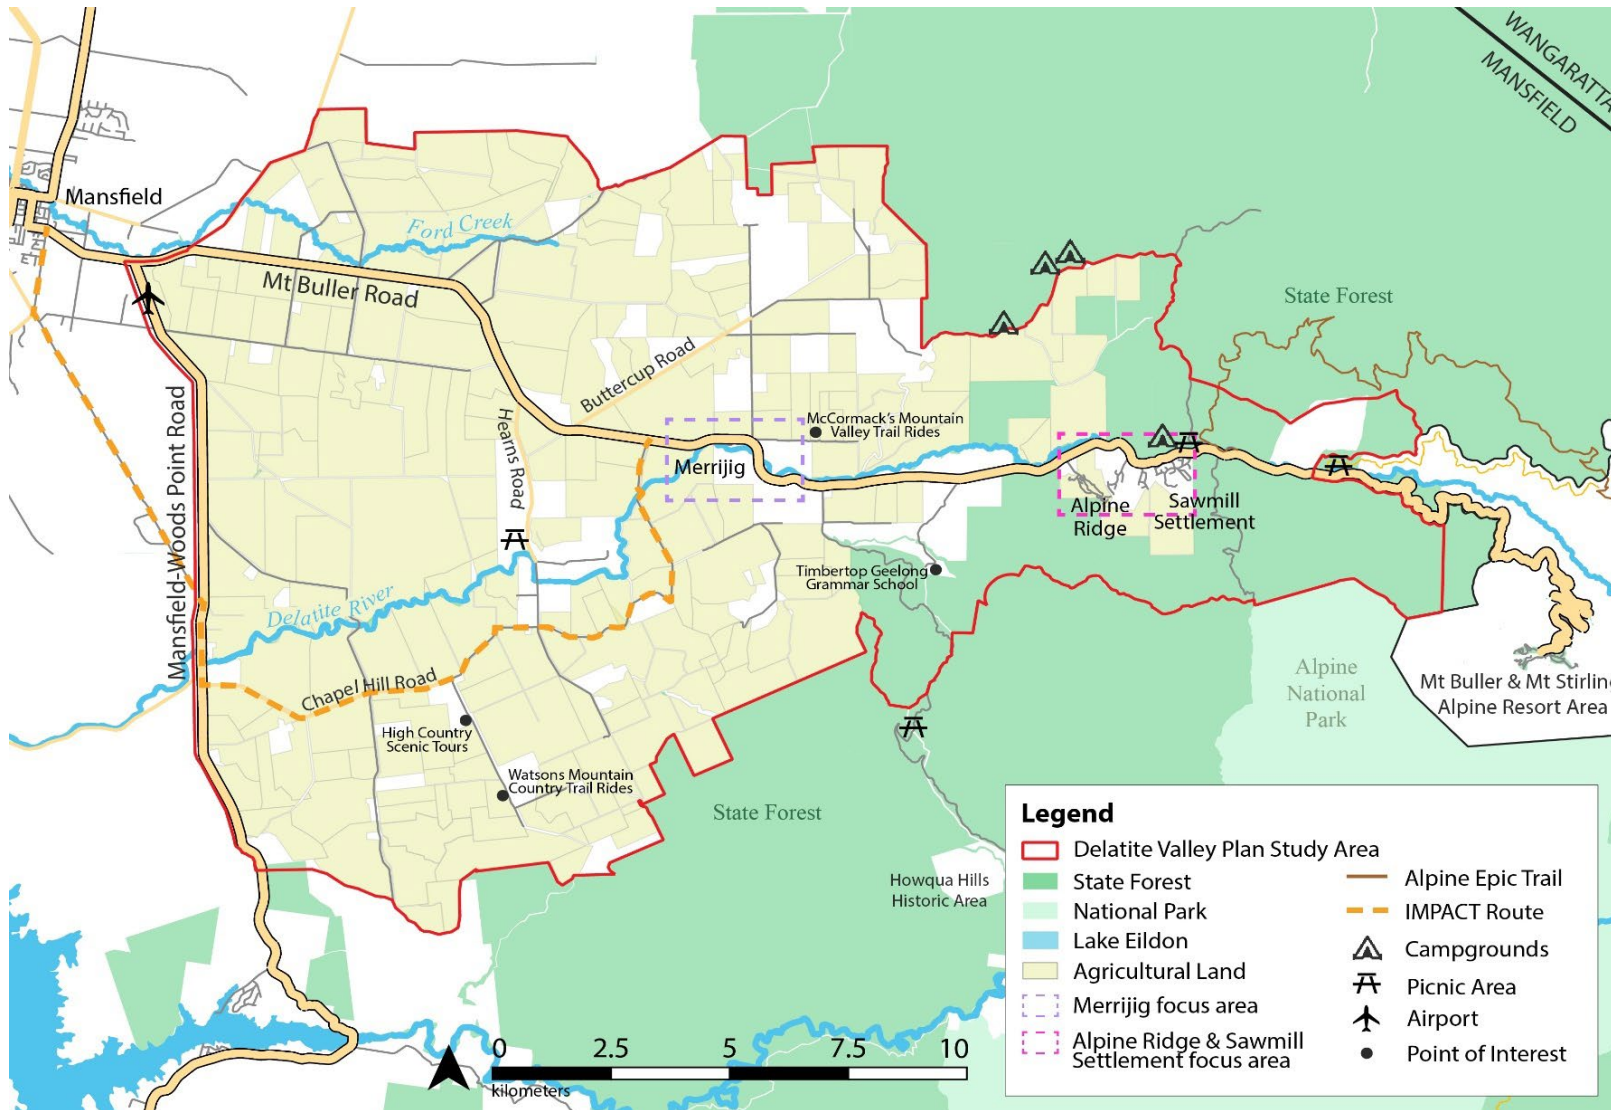 WANGARATTA
MANSFIELD
Mansfield
Ford Creek
Mt Buller Road
State Forest
Buttercup Road
Hearns Road
McCormack's Mountain
Valley Trail Rides
Merrijig
Mansfield-Woods Point Road
Alpine
Ridge
Sawmill
Settlement
Timbertop Geelong
Grammar School
Delatite River
Chapel Hill Road
Alpine
National
Park
Mt Buller & Mt Stirlin
Alpine Resort Area
High Country
Scenic Tours
Watsons Mountain
Country Trail Rides
State Forest
Howqua Hills
Historic Area
Legend
Delatite Valley Plan Study Area
State Forest
National Park
Lake Eildon
Agricultural Land
Merrijig focus area
Alpine Ridge & Sawmill
Settlement focus area
Alpine Epic Trail
IMPACT Route
Campgrounds
Picnic Area
Airport
Point of Interest
0 2.5 5 7.5 10
kilometers